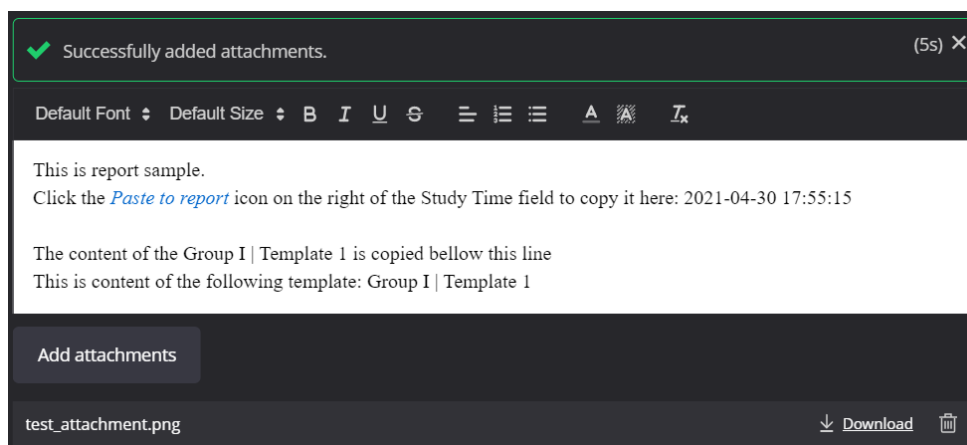 Successfully added attachments.
(5s)
Default Font Default Size B I U S A A Tx
This is report sample.
Click the Paste to report icon on the right of the Study Time field to copy it here: 2021-04-30 17:55:15
The content of the Group I | Template 1 is copied bellow this line
This is content of the following template: Group I | Template 1
Add attachments
test_attachment.png Download